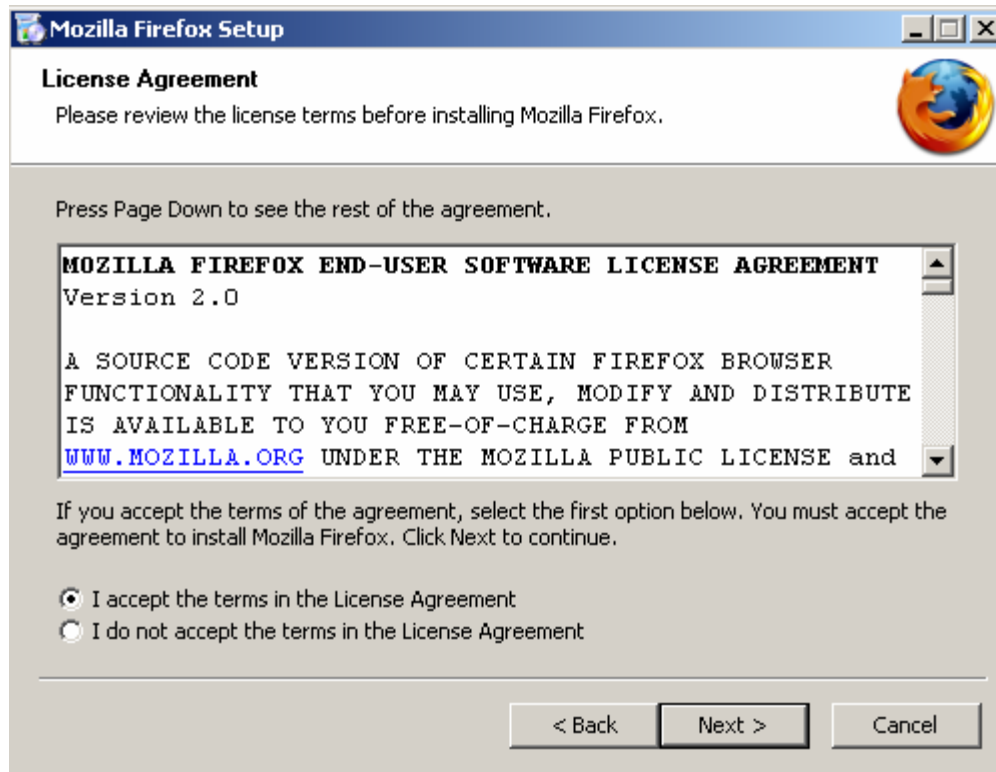 Mozilla Firefox Setup
License Agreement
Please review the license terms before installing Mozilla Firefox.
Press Page Down to see the rest of the agreement.
MOZILLA FIREFOX END-USER SOFTWARE LICENSE AGREEMENT
Version 2.0
A SOURCE CODE VERSION OF CERTAIN FIREFOX BROWSER
FUNCTIONALITY THAT YOU MAY USE, MODIFY AND DISTRIBUTE
IS AVAILABLE TO YOU FREE-OF-CHARGE FROM
WWW.MOZILLA.ORG UNDER THE MOZILLA PUBLIC LICENSE and
If you accept the terms of the agreement, select the first option below. You must accept the
agreement to install Mozilla Firefox. Click Next to continue.
I accept the terms in the License Agreement
I do not accept the terms in the License Agreement
< Back Next > Cancel